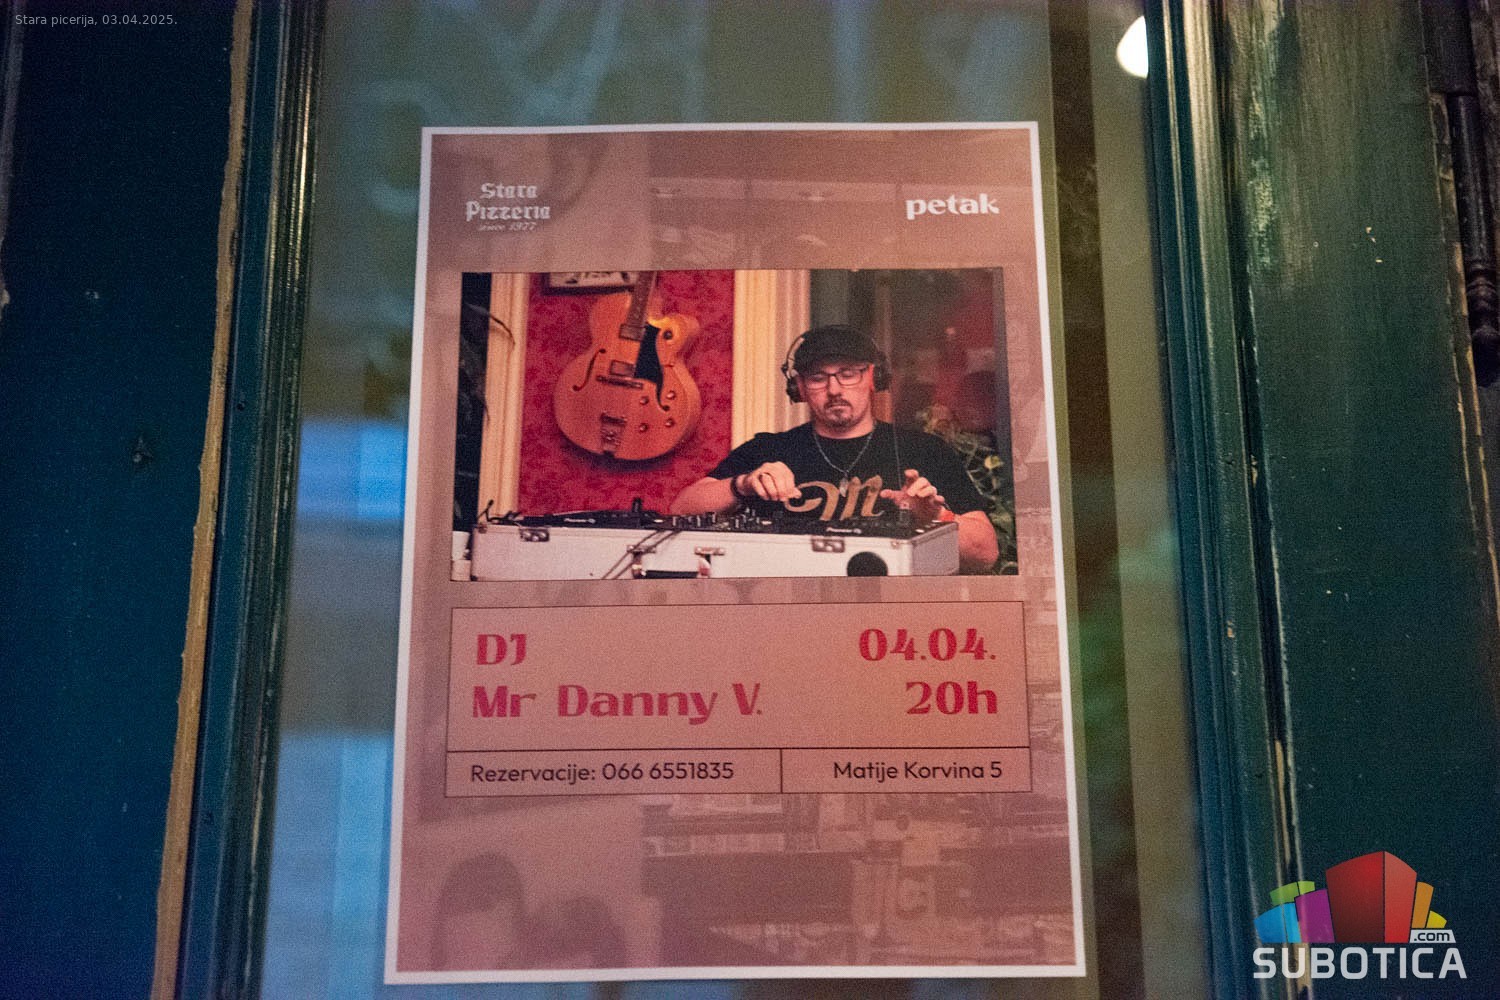 Stara picerija, 03.04.2025.
Stara
Pizzeria
since 1977
petak
DJ
04.04.
Mr Danny V.
20h
Rezervacije: 066 6551835
Matije Korvina 5
.com
SUBOTICA